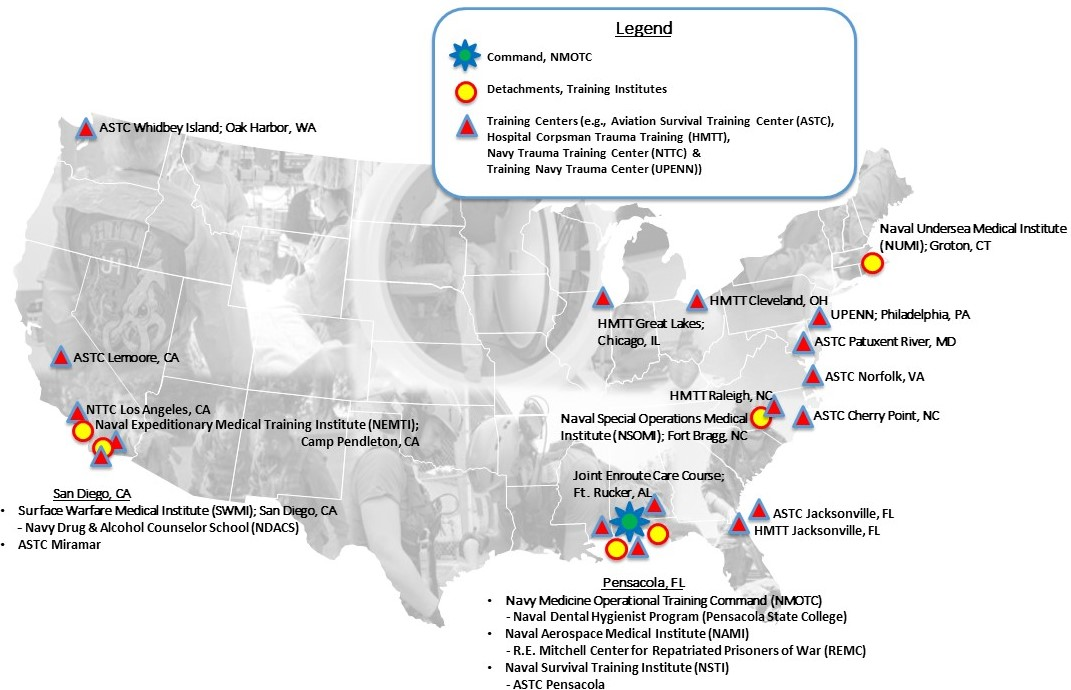 Legend
Command, NMOTC
Detachments, Training Institutes
Training Centers (e.g., Aviation Survival Training Center (ASTC),
Hospital Corpsman Trauma Training (HMTT),
Navy Trauma Training Center (NTTC) &
Training Navy Trauma Center (UPENN))
ASTC Whidbey Island; Oak Harbor, WA
Naval Undersea Medical Institute
(NUMI); Groton, CT
HMTT Cleveland, OH
UPENN; Philadelphia, PA
HMTT Great Lakes;
Chicago, IL
ASTC Patuxent River, MD
ASTC Lemoore, CA
ASTC Norfolk, VA
HMTT Raleigh, NC
NTTC Los Angeles, CA
ASTC Cherry Point, NC
Naval Expeditionary Medical Training Institute (NEMTI);
Camp Pendleton, CA
Naval Special Operations Medical
Institute (NSOMI); Fort Bragg, NC
Joint Enroute Care Course;
Ft. Rucker, AL
San Diego, CA
• Surface Warfare Medical Institute (SWMI); San Diego, CA
- Navy Drug & Alcohol Counselor School (NDACS)
• ASTC Miramar
ASTC Jacksonville, FL
HMTT Jacksonville, FL
Pensacola, FL
• Navy Medicine Operational Training Command (NMOTC)
- Naval Dental Hygienist Program (Pensacola State College)
• Naval Aerospace Medical Institute (NAMI)
- R.E. Mitchell Center for Repatriated Prisoners of War (REMC)
• Naval Survival Training Institute (NSTI)
- ASTC Pensacola